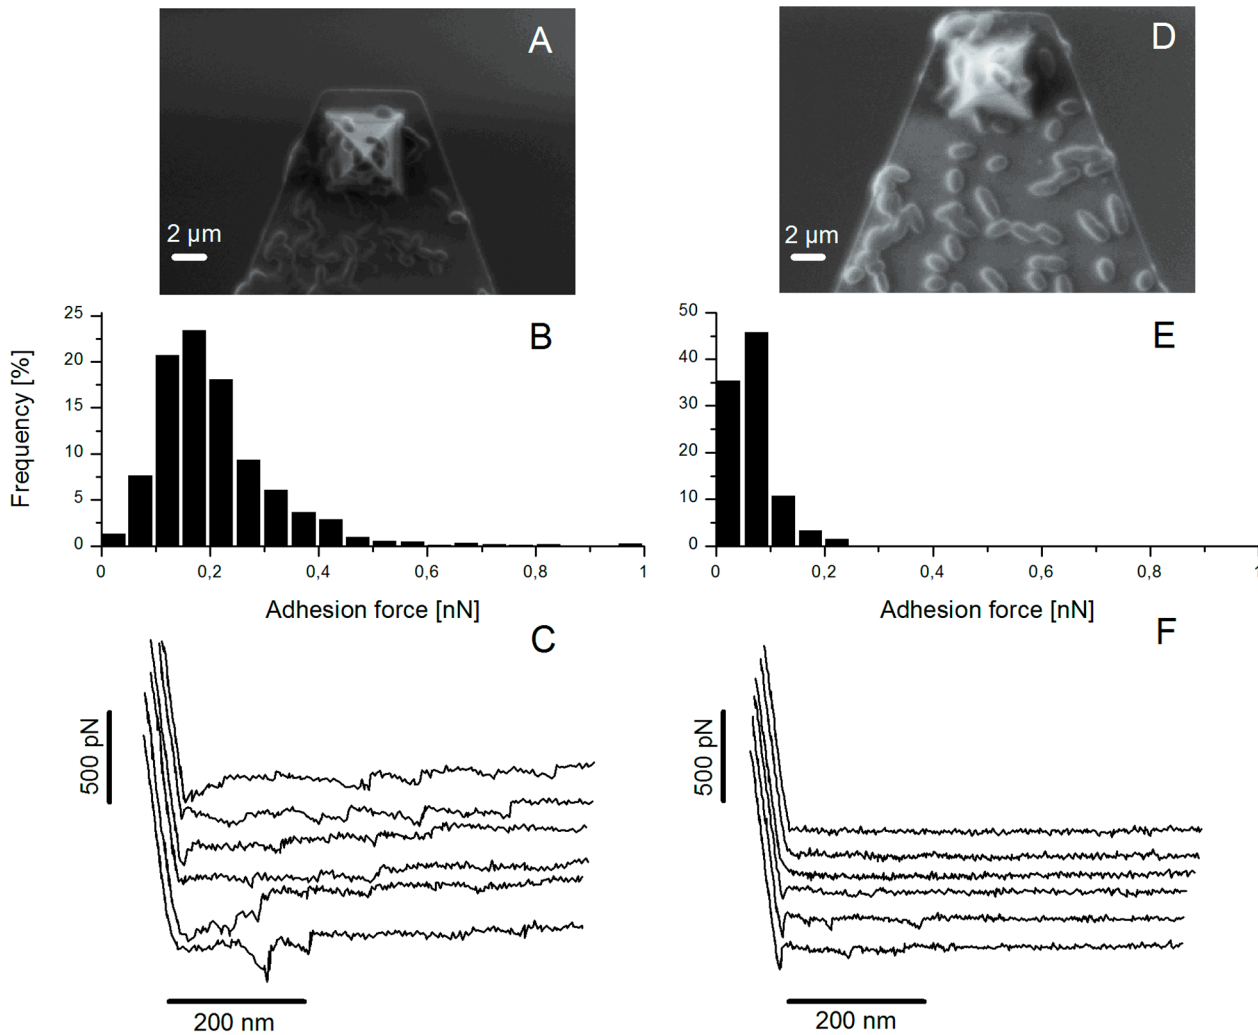 A
2 µm
D
2 µm
25
20
15
10
5
0
Frequency [%]
B
0 0,2 0,4 0,6 0,8 1
Adhesion force [nN]
50
40
30
20
10
0
E
0 0,2 0,4 0,6 0,8 1
Adhesion force [nN]
C
500 pN
200 nm
F
500 pN
200 nm